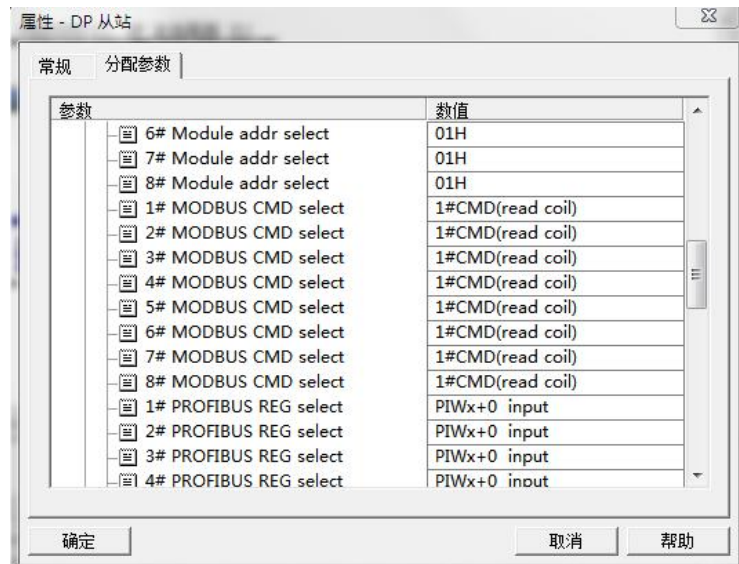 属性 - DP 从站
常规 分配参数
参数 数值
6# Module addr select 01H
7# Module addr select 01H
8# Module addr select 01H
1# MODBUS CMD select 1#CMD(read coil)
2# MODBUS CMD select 1#CMD(read coil)
3# MODBUS CMD select 1#CMD(read coil)
4# MODBUS CMD select 1#CMD(read coil)
5# MODBUS CMD select 1#CMD(read coil)
6# MODBUS CMD select 1#CMD(read coil)
7# MODBUS CMD select 1#CMD(read coil)
8# MODBUS CMD select 1#CMD(read coil)
1# PROFIBUS REG select PIWx+0 input
2# PROFIBUS REG select PIWx+0 input
3# PROFIBUS REG select PIWx+0 input
4# PROFIBUS REG select PIWx+0 input
确定 取消 帮助